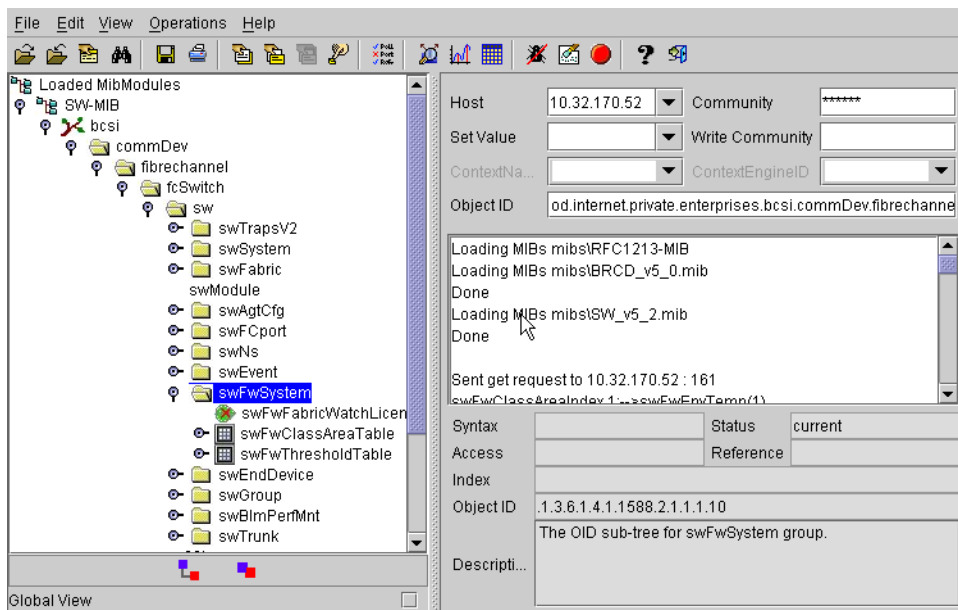 File Edit View Operations Help
Loaded MibModules
SW-MIB
bcsi
commDev
fibrechannel
fcSwitch
sw
swTrapsV2
swSystem
swFabric
swModule
swAgtCfg
swFCport
swNs
swEvent
swFwSystem
swFwFabricWatchLicen
swFwClassAreaTable
swFwThresholdTable
swEndDevice
swGroup
swBlmPerfMnt
swTrunk
Global View
Host 10.32.170.52 Community ******
Set Value Write Community
ContextNa... ContextEngineID
Object ID od.internet.private.enterprises.bcsi.commDev.fibrechanne
Loading MIBs mibs\RFC1213-MIB
Loading MIBs mibs\BRCD_v5_0.mib
Done
Loading MIBs mibs\SW_v5_2.mib
Done
Sent get request to 10.32.170.52 : 161
swFwClassAreaIndex.1:-->swFwEnvTemp(1)
Syntax Status current
Access Reference
Index
Object ID .1.3.6.1.4.1.1588.2.1.1.1.10
The OID sub-tree for swFwSystem group.
Descripti...